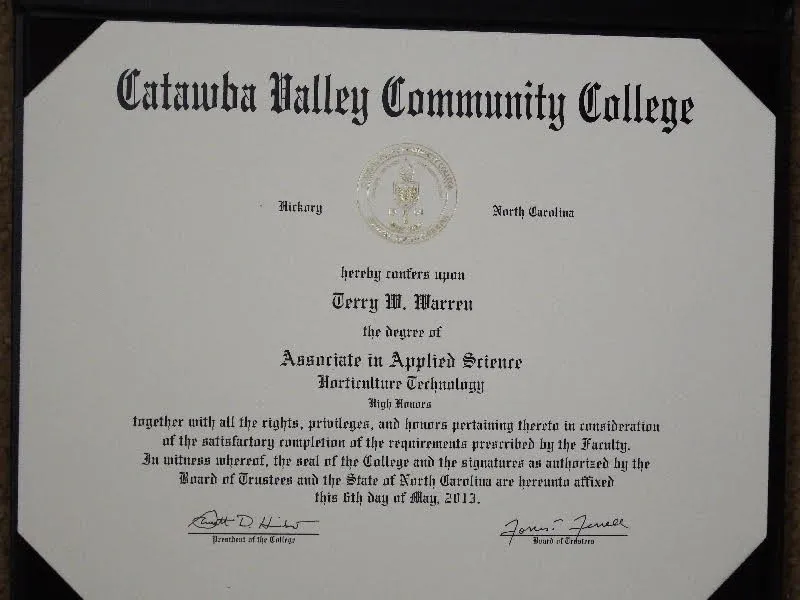 Catawba Valley Community College
Hickory North Carolina
hereby confers upon
Terry W. Warren
the degree of
Associate in Applied Science
Horticulture Technology
High Honors
together with all the rights, privileges, and honors pertaining thereto in consideration
of the satisfactory completion of the requirements prescribed by the Faculty.
In witness whereof, the seal of the College and the signatures as authorized by the
Board of Trustees and the State of North Carolina are hereunto affixed
this 6th day of May, 2013.
President of the College
Board of Trustees